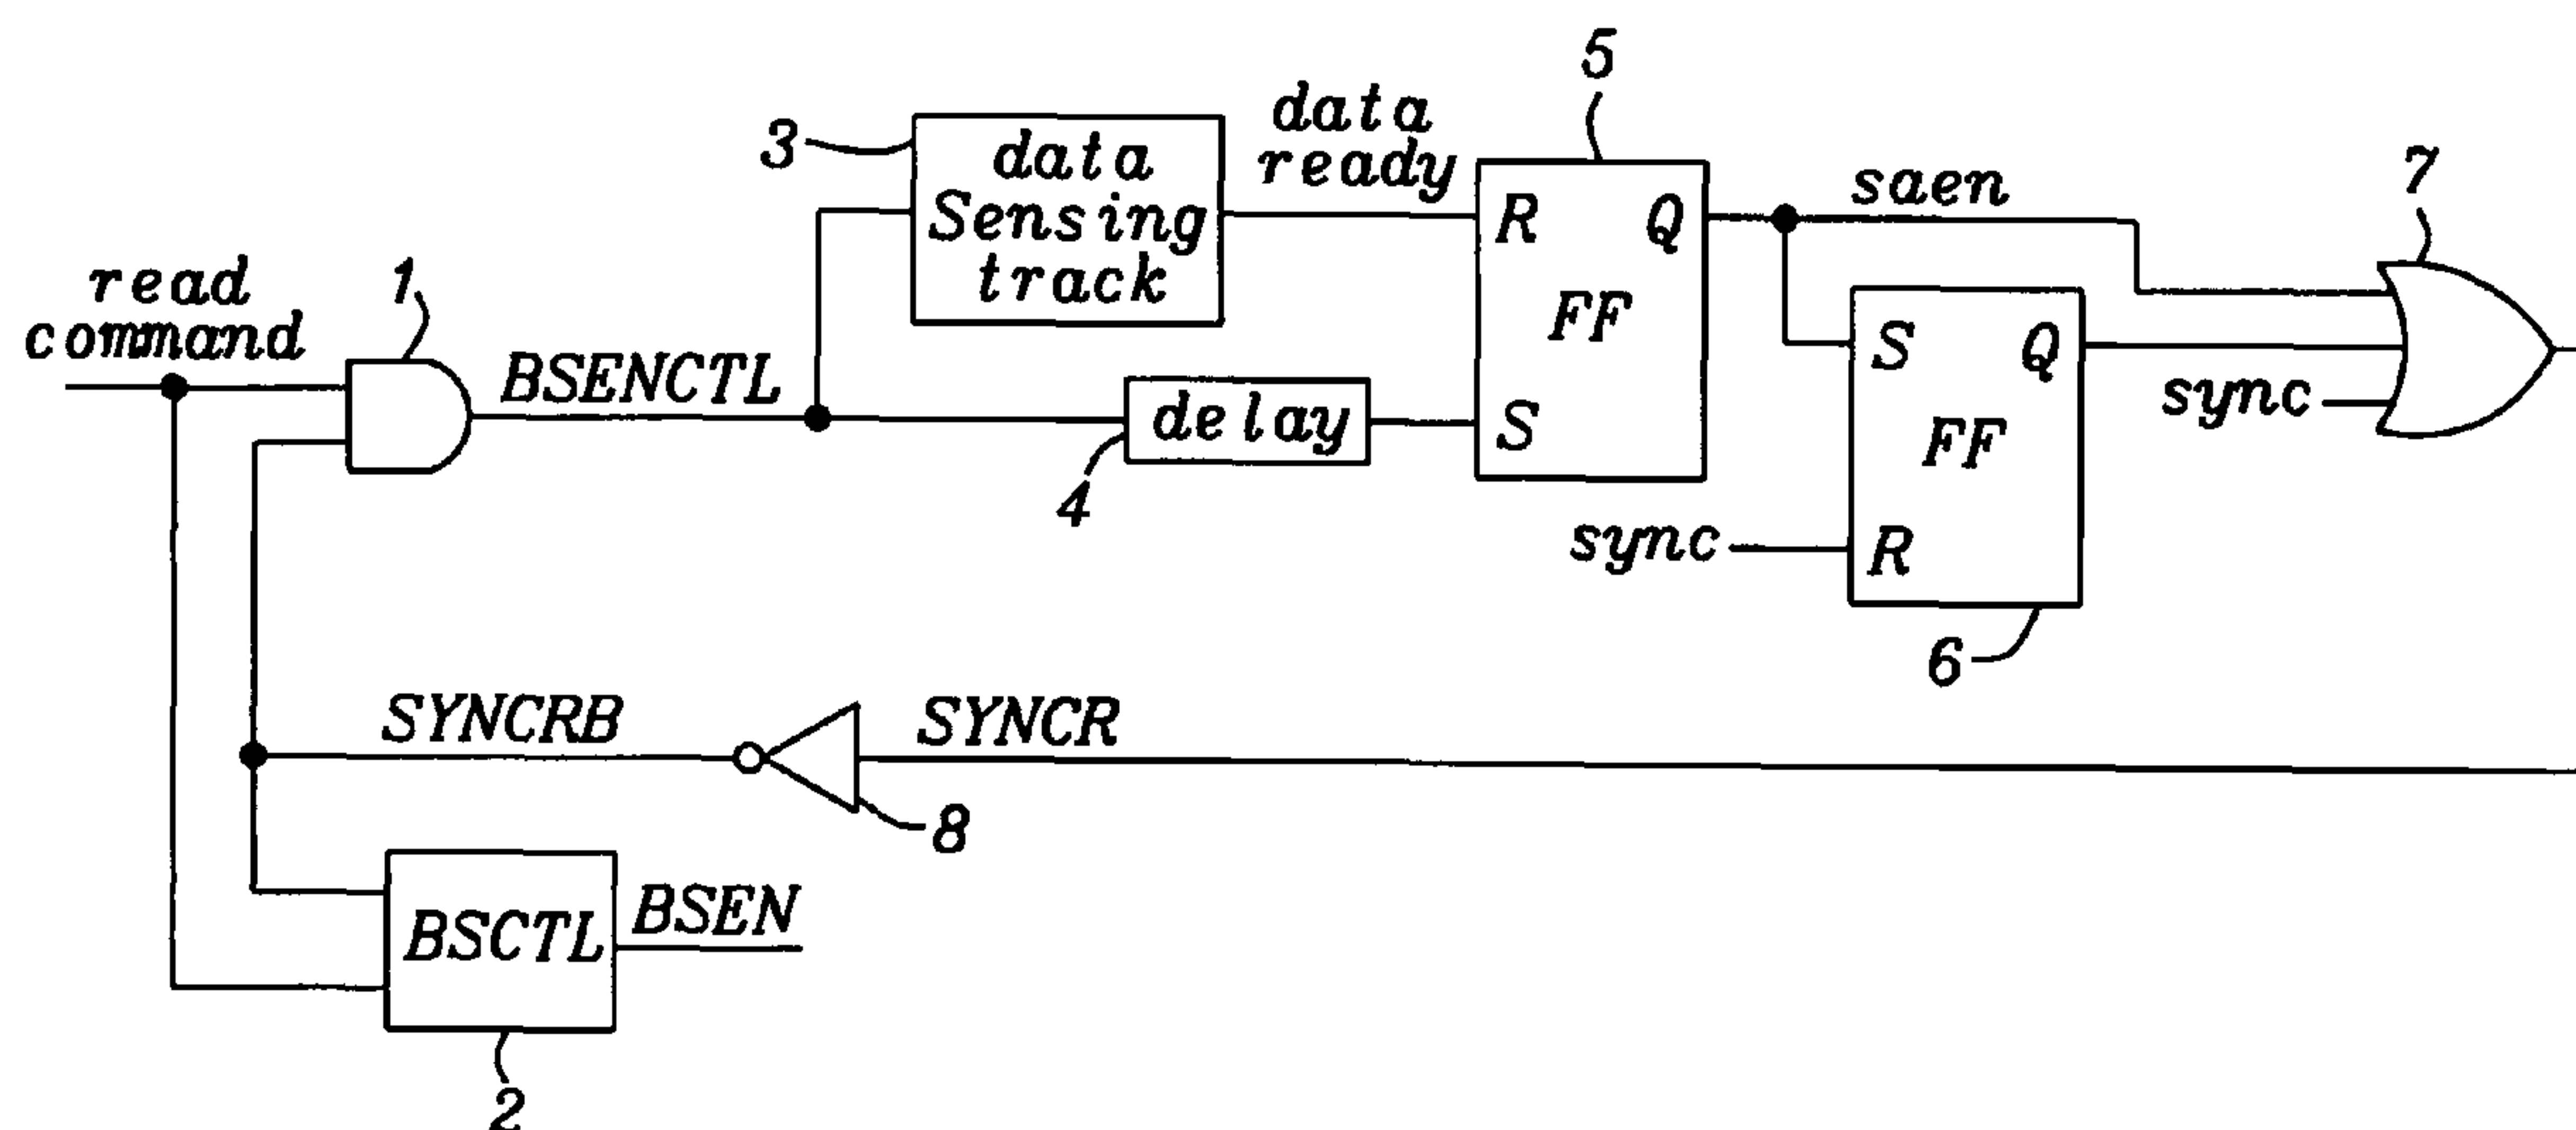 5
data
ready
3
data
Sensing
track
R
Q
FF
S
saen
7
read
command
1
BSENCTL
delay
4
S
Q
FF
R
sync
sync
6
SYNCRB
SYNCR
8
BSCTL
BSEN
2